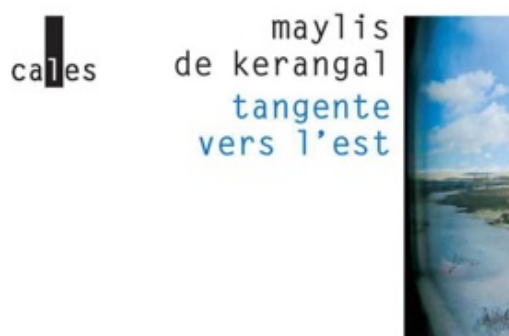 cales
maylis
de kerangal
tangente
vers l'est